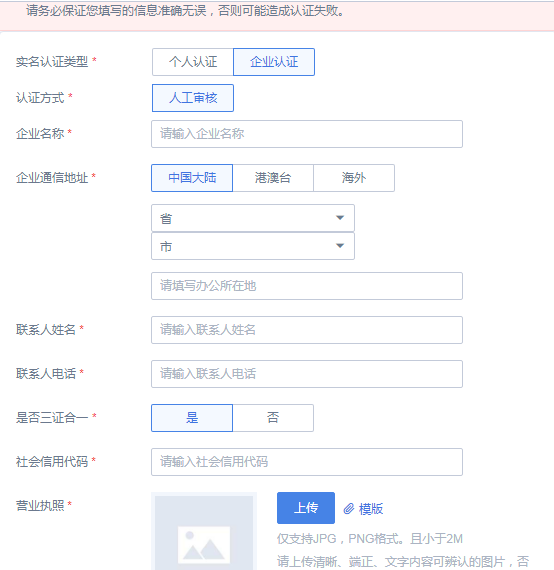 请务必保证您填写的信息准确无误，否则可能造成认证失败。
实名认证类型 * 个人认证 企业认证
认证方式 * 人工审核
企业名称 * 请输入企业名称
企业通信地址 * 中国大陆 港澳台 海外
省
市
请填写办公所在地
联系人姓名 * 请输入联系人姓名
联系人电话 * 请输入联系人电话
是否三证合一 * 是 否
社会信用代码 * 请输入社会信用代码
营业执照 * 上传 模版
仅支持JPG，PNG格式。且小于2M
请上传清晰、端正、文字内容可辨认的图片，否